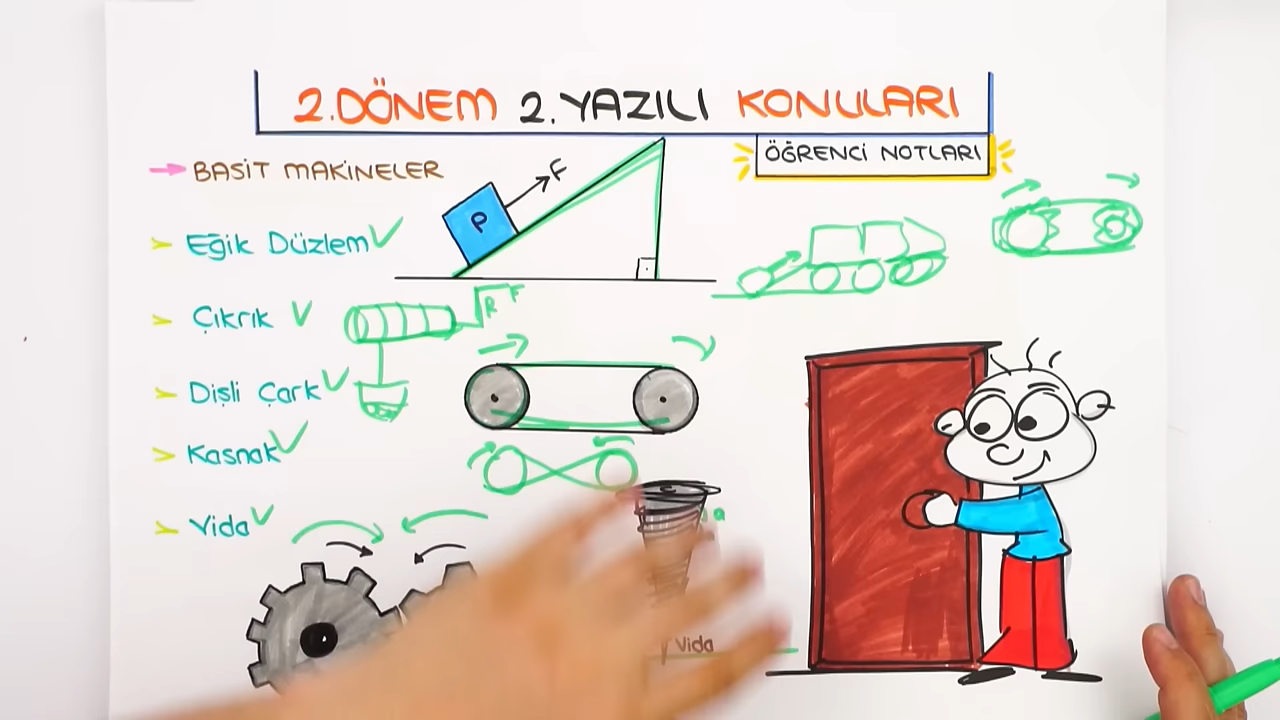 2.DÖNEM 2.YAZILI KONULARI
ÖĞRENCİ NOTLARI
BASİT MAKİNELER
F
P
Eğik Düzlem
Çıkrık
R F
Dişli Çark
Kasnak
Vida
a
Vida